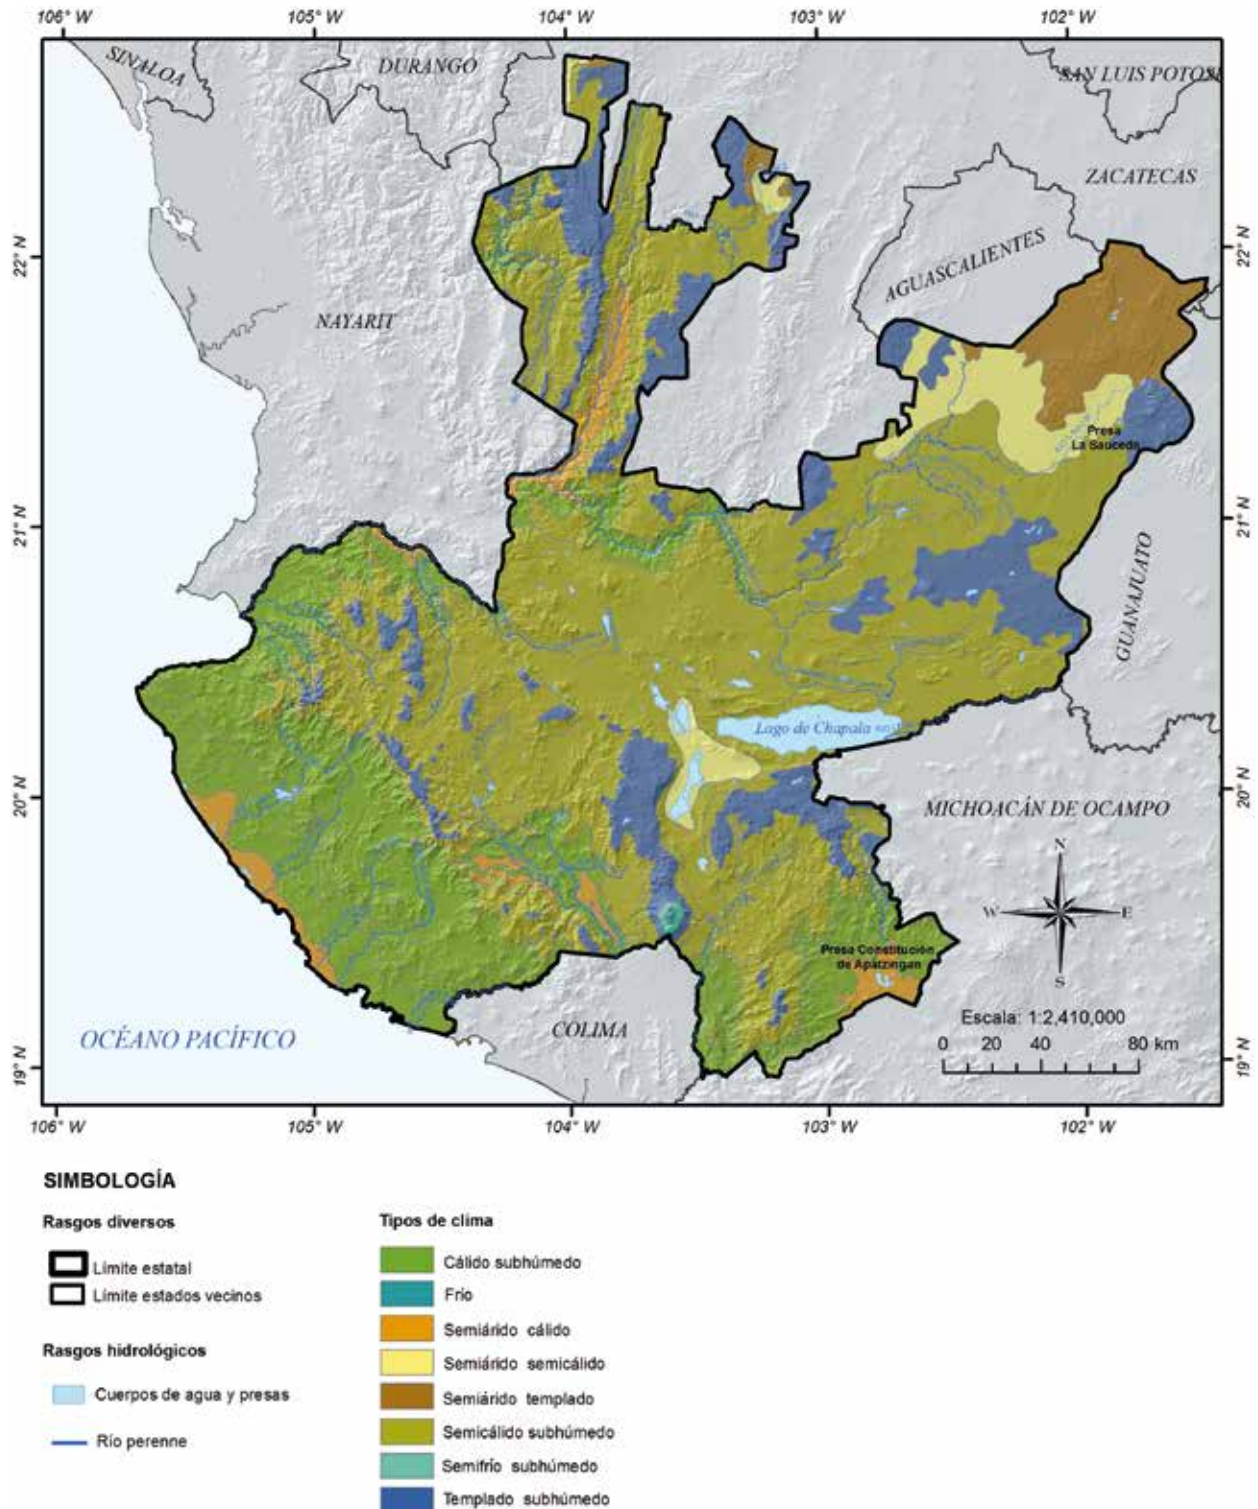 106° W 105° W 104° W 103° W 102° W
SINALOA
DURANGO
SAN LUIS POTOSI
ZACATECAS
22° N
22° N
AGUASCALIENTES
NAYARIT
Presa
La Sauceda
21° N
21° N
GUANAJUATO
Lago de Chapala
20° N
20° N
MICHOACÁN DE OCAMPO
N
W E
S
Presa Constitución
de Apatzingan
Escala: 1:2,410,000
0 20 40 80 km
COLIMA
OCÉANO PACÍFICO
19° N
19° N
106° W 105° W 104° W 103° W 102° W
SIMBOLOGÍA
Rasgos diversos
Límite estatal
Límite estados vecinos
Rasgos hidrológicos
Cuerpos de agua y presas
Río perenne
Tipos de clima
Cálido subhúmedo
Frío
Semiárido cálido
Semiárido semicálido
Semiárido templado
Semicálido subhúmedo
Semifrío subhúmedo
Templado subhúmedo